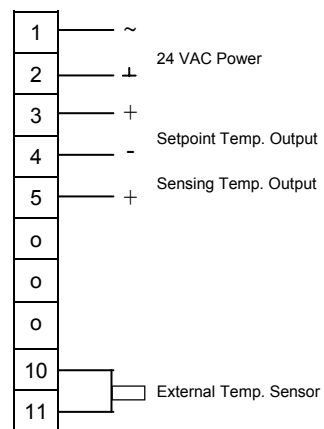 1 ~
24 VAC Power
2 ⊥
3 +
Setpoint Temp. Output
4 -
Sensing Temp. Output
5 +
o
o
o
10
External Temp. Sensor
11